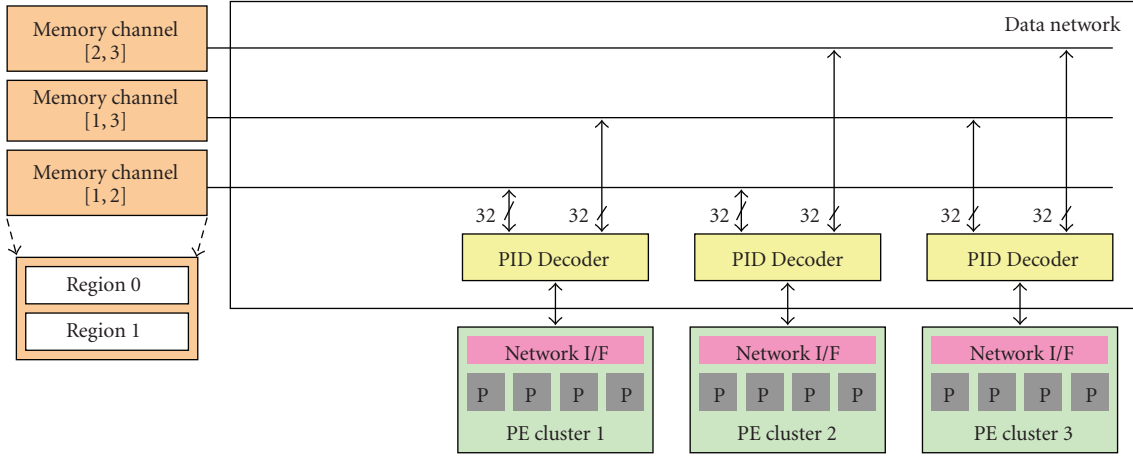 Memory channel
[2, 3]
Data network
Memory channel
[1, 3]
Memory channel
[1, 2]
32 32 32 32 32 32
PID Decoder PID Decoder PID Decoder
Region 0
Region 1
Network I/F Network I/F Network I/F
P P P P P P P P P P P P
PE cluster 1 PE cluster 2 PE cluster 3